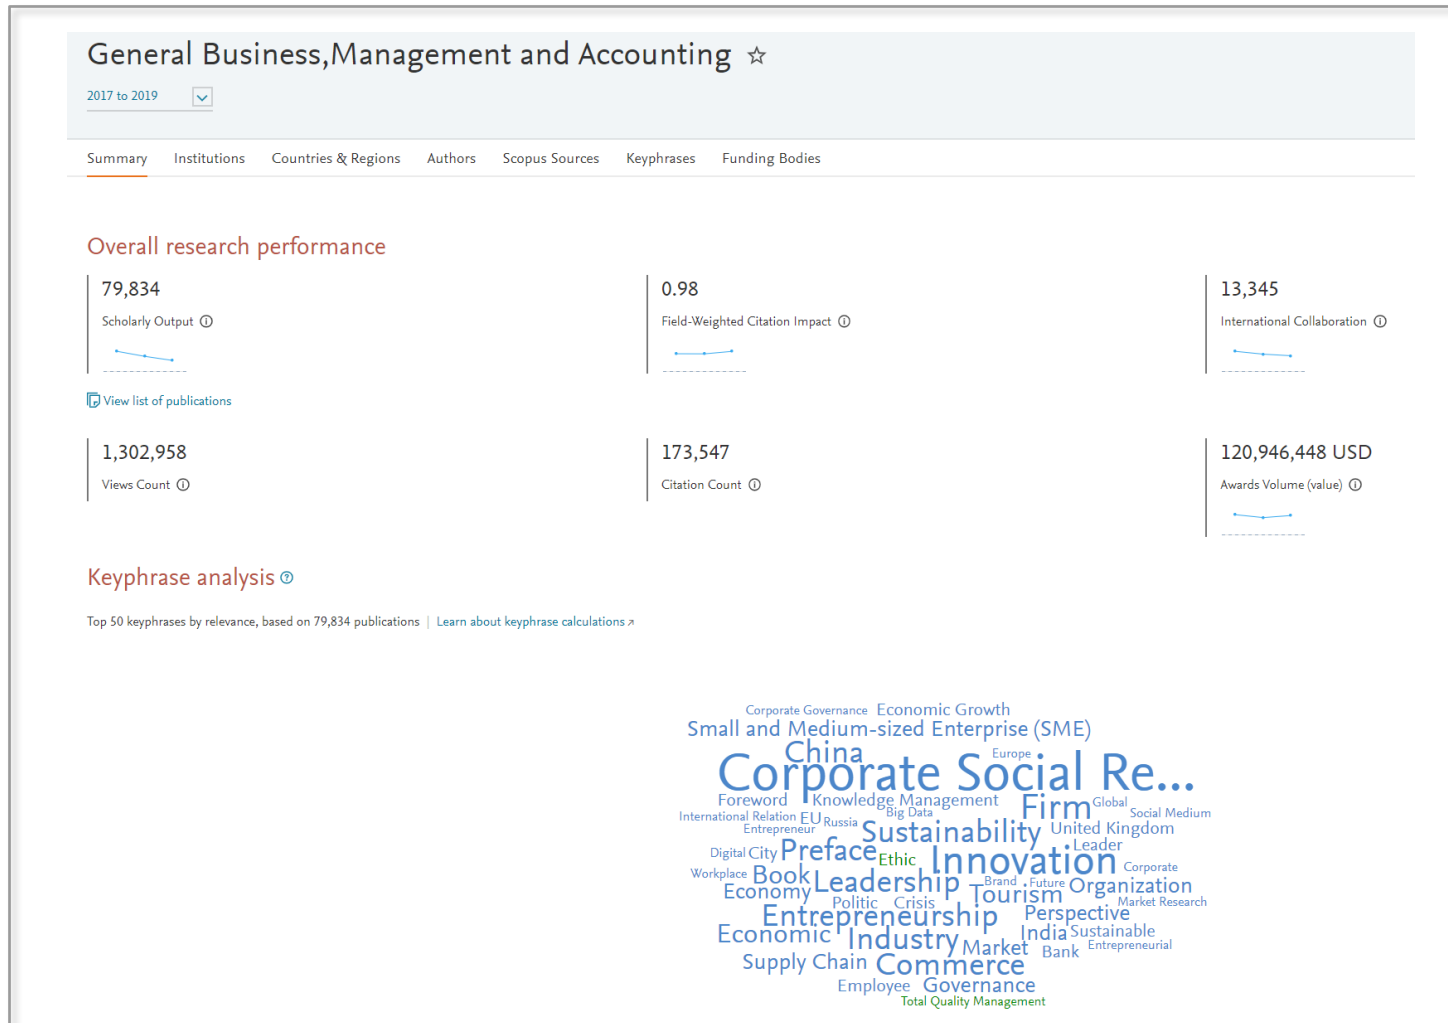 General Business,Management and Accounting
2017 to 2019
Summary Institutions Countries & Regions Authors Scopus Sources Keyphrases Funding Bodies
Overall research performance
79,834 0.98 13,345
Scholarly Output Field-Weighted Citation Impact International Collaboration
View list of publications
1,302,958 173,547 120,946,448 USD
Views Count Citation Count Awards Volume (value)
Keyphrase analysis
Top 50 keyphrases by relevance, based on 79,834 publications | Learn about keyphrase calculations
Corporate Governance Economic Growth
Small and Medium-sized Enterprise (SME)
China Europe
Corporate Social Re...
Foreword Knowledge Management Firm Global
International Relation EU Russia Big Data Social Medium
Entrepreneur Sustainability United Kingdom
Digital City Preface Ethic Innovation Leader
Workplace Book Leadership Corporate
Economy Brand Future Organization
Politic Crisis Tourism Market Research
Entrepreneurship Perspective
Economic Industry India Sustainable
Market Bank Entrepreneurial
Supply Chain Commerce
Employee Governance
Total Quality Management